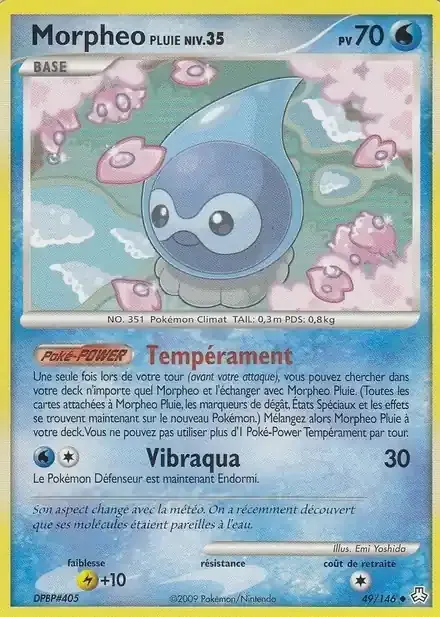 Morpheo PLUIE NIV.35 PV 70
BASE
NO. 351 Pokémon Climat TAIL: 0,3m PDS: 0,8kg
Poké-POWER Tempérament
Une seule fois lors de votre tour (avant votre attaque), vous pouvez chercher dans
votre deck n'importe quel Morpheo et l'échanger avec Morpheo Pluie. (Toutes les
cartes attachées à Morpheo Pluie, les marqueurs de dégât, États Spéciaux et les effets
se trouvent maintenant sur le nouveau Pokémon.) Mélangez alors Morpheo Pluie à
votre deck. Vous ne pouvez pas utiliser plus d'1 Poké-Power Tempérament par tour.
Vibraqua 30
Le Pokémon Défenseur est maintenant Endormi.
Son aspect change avec la météo. On a récemment découvert
que ses molécules étaient pareilles à l'eau.
Illus. Emi Yoshida
faiblesse résistance coût de retraite
+10
DPBP#405 ©2009 Pokémon/Nintendo 49/146